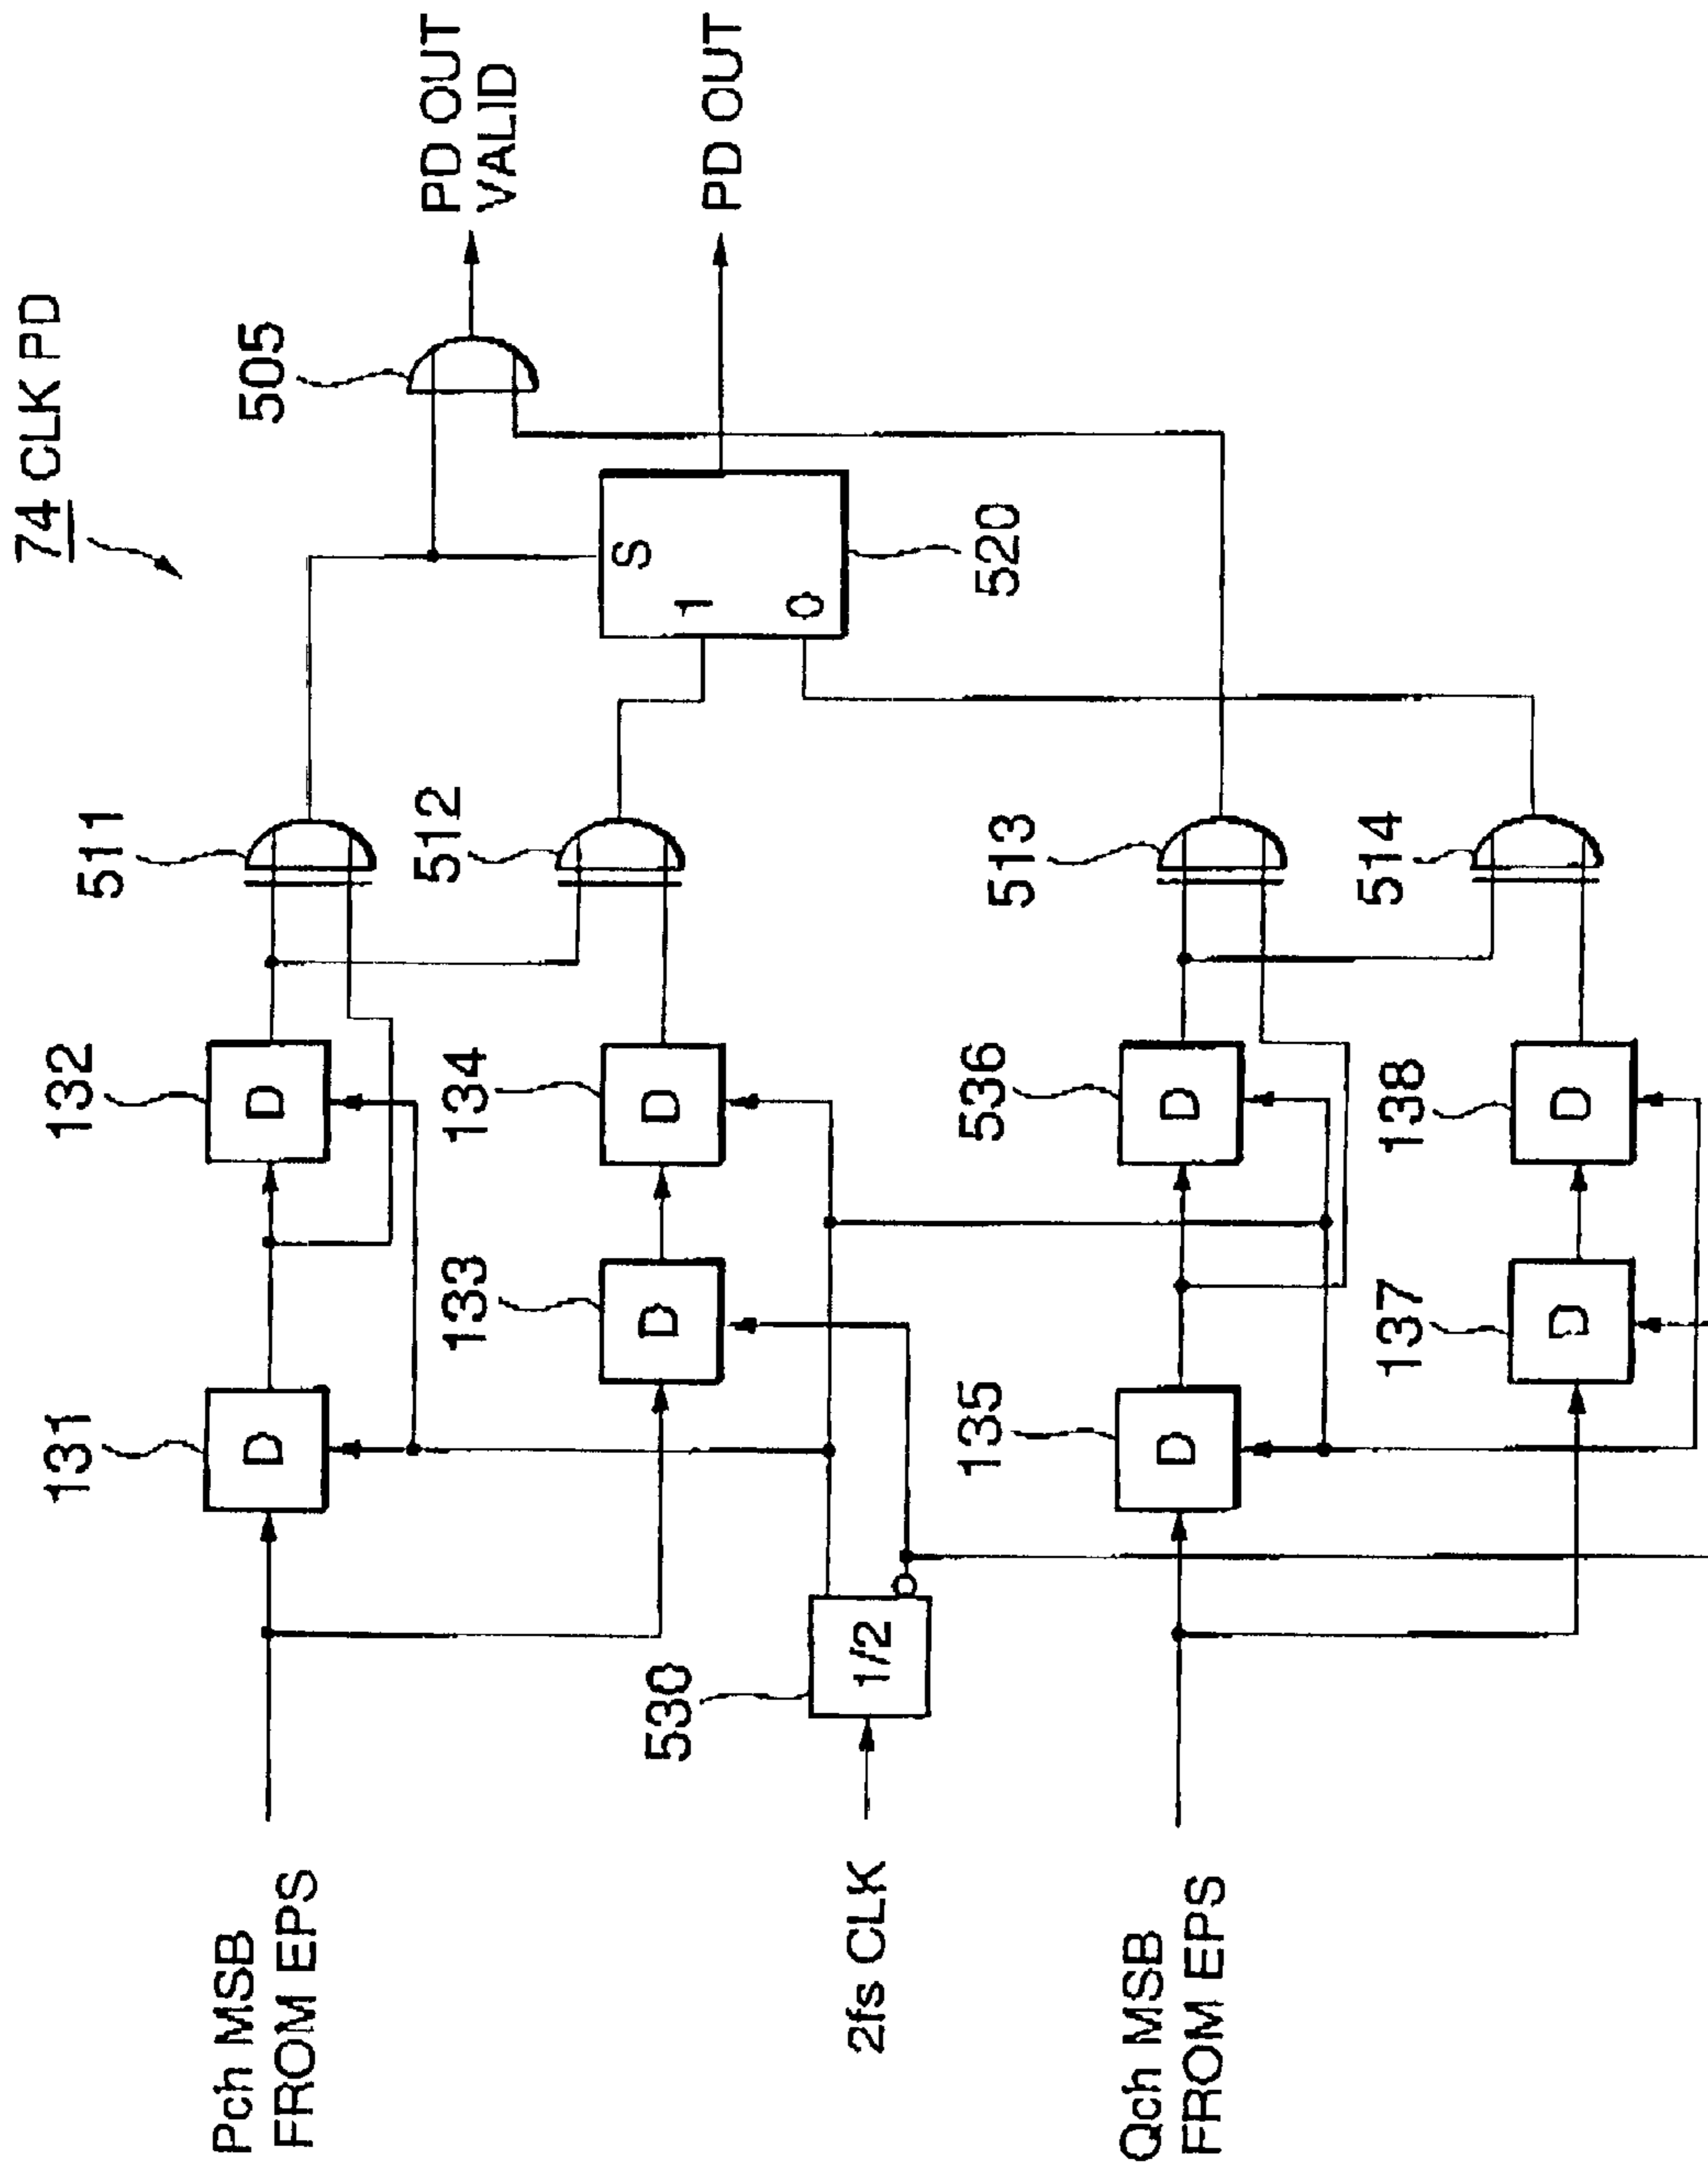 74 CLK PD
Pch MSB
FROM EPS
131
D
132
D
511
505
PD OUT
VALID
133
D
134
D
512
S
1
0
520
PD OUT
530
1/2
2fs CLK
Qch MSB
FROM EPS
135
D
536
D
513
137
D
138
D
514